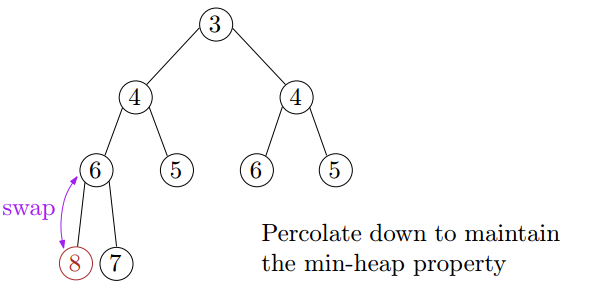 3
4 4
6 5 6 5
swap
8 7
Percolate down to maintain
the min-heap property